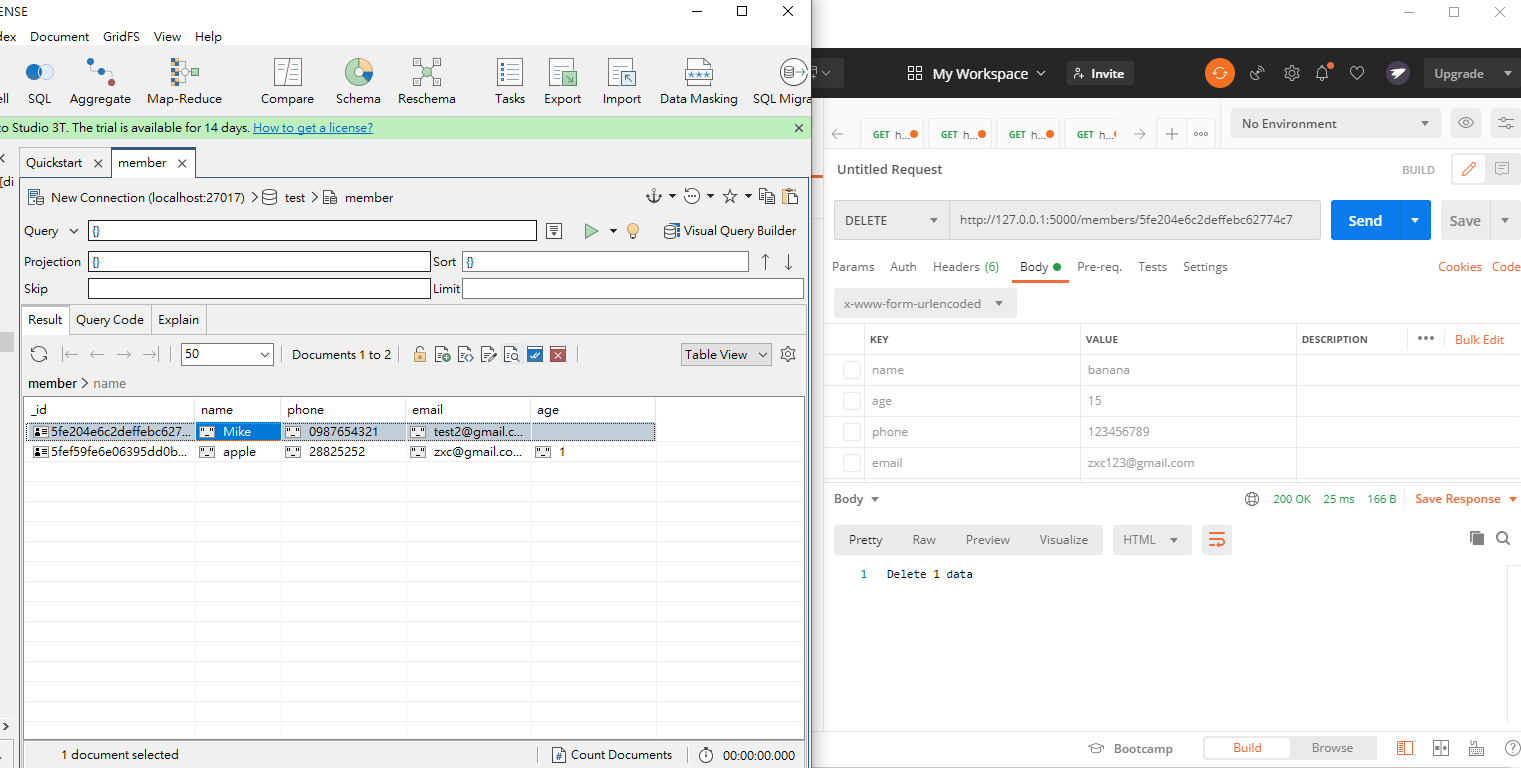 ENSE
dex Document GridFS View Help
ell SQL Aggregate Map-Reduce Compare Schema Reschema Tasks Export Import Data Masking SQL Migra
to Studio 3T. The trial is available for 14 days. How to get a license?
Quickstart member
[di
New Connection (localhost:27017) test member
Query {} Visual Query Builder
Projection {} Sort {}
Skip Limit
Result Query Code Explain
50 Documents 1 to 2 Table View
member > name
_id name phone email age
5fe204e6c2deffebc627... Mike 0987654321 test2@gmail.c...
5fef59fe6e06395dd0b... apple 28825252 zxc@gmail.co... 1
1 document selected Count Documents 00:00:00.000
My Workspace Invite Upgrade
GET h... GET h... GET h... GET h... No Environment
Untitled Request BUILD
DELETE http://127.0.0.1:5000/members/5fe204e6c2deffebc62774c7 Send Save
Params Auth Headers (6) Body Pre-req. Tests Settings Cookies Code
x-www-form-urlencoded
KEY VALUE DESCRIPTION Bulk Edit
name banana
age 15
phone 123456789
email zxc123@gmail.com
Body 200 OK 25 ms 166 B Save Response
Pretty Raw Preview Visualize HTML
1 Delete 1 data
Bootcamp Build Browse